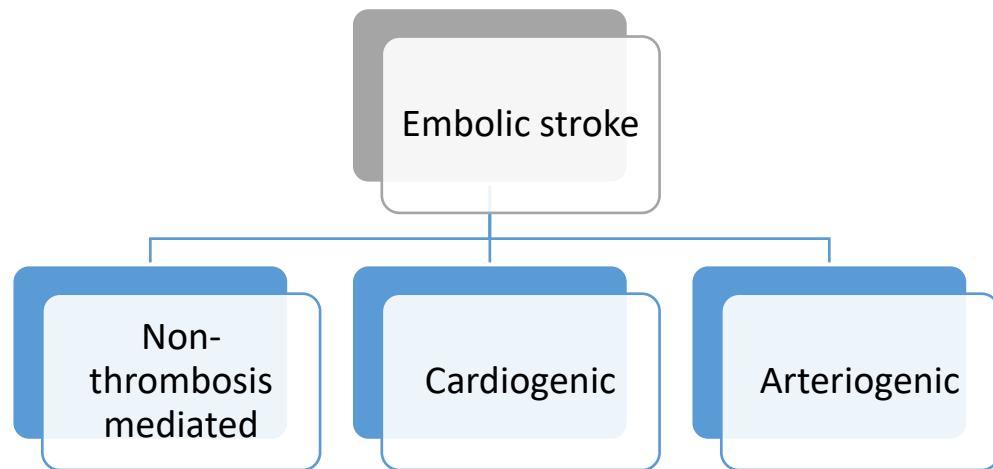 Embolic stroke
Non-
thrombosis
mediated
Cardiogenic
Arteriogenic